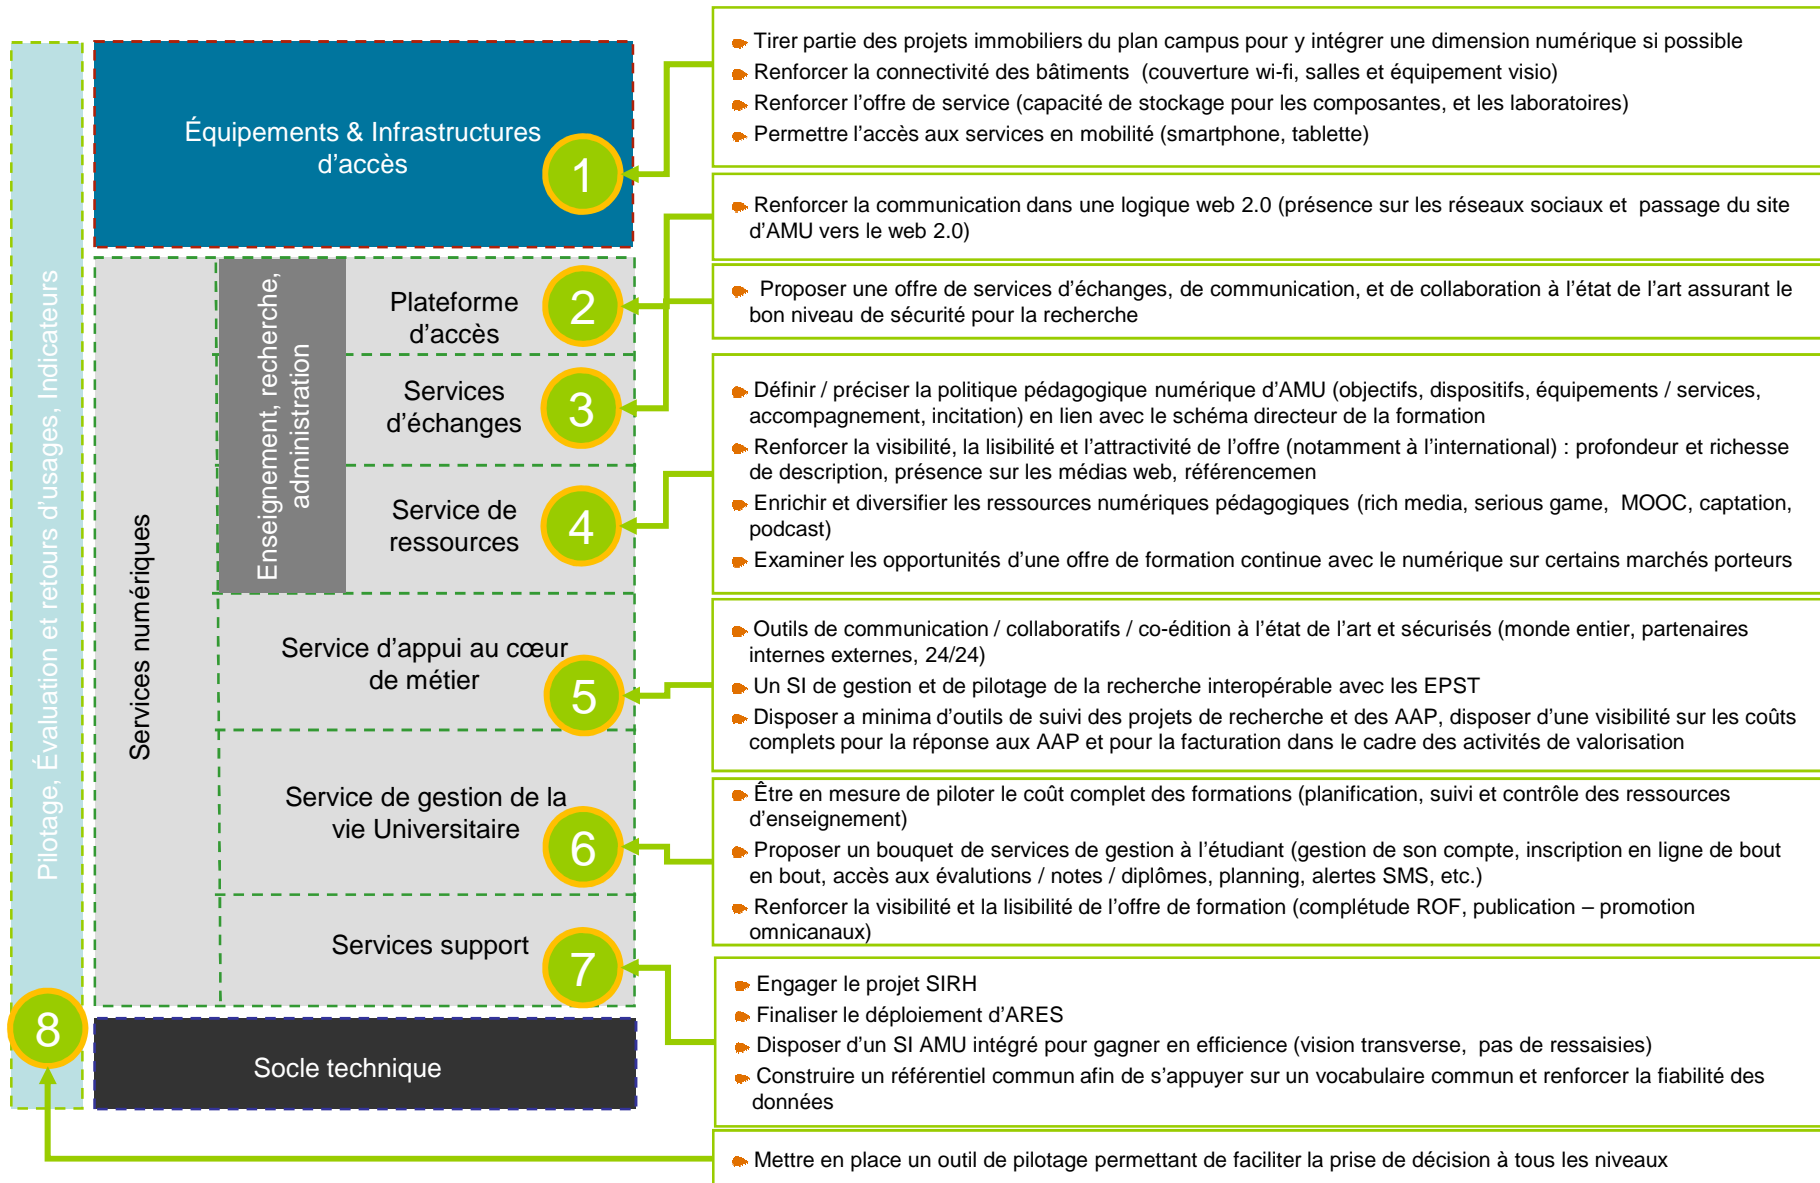 Pilotage, Évaluation et retours d'usages, Indicateurs
8
Équipements & Infrastructures
d'accès
1
Services numériques
Enseignement, recherche,
administration
Plateforme
d'accès
2
Services
d'échanges
3
Service de
ressources
4
Service d'appui au cœur
de métier
5
Service de gestion de la
vie Universitaire
6
Services support
7
Socle technique
Tirer partie des projets immobiliers du plan campus pour y intégrer une dimension numérique si possible
Renforcer la connectivité des bâtiments (couverture wi-fi, salles et équipement visio)
Renforcer l'offre de service (capacité de stockage pour les composantes, et les laboratoires)
Permettre l'accès aux services en mobilité (smartphone, tablette)
Renforcer la communication dans une logique web 2.0 (présence sur les réseaux sociaux et passage du site
d'AMU vers le web 2.0)
Proposer une offre de services d'échanges, de communication, et de collaboration à l'état de l'art assurant le
bon niveau de sécurité pour la recherche
Définir / préciser la politique pédagogique numérique d'AMU (objectifs, dispositifs, équipements / services,
accompagnement, incitation) en lien avec le schéma directeur de la formation
Renforcer la visibilité, la lisibilité et l'attractivité de l'offre (notamment à l'international) : profondeur et richesse
de description, présence sur les médias web, référencemen
Enrichir et diversifier les ressources numériques pédagogiques (rich media, serious game, MOOC, captation,
podcast)
Examiner les opportunités d'une offre de formation continue avec le numérique sur certains marchés porteurs
Outils de communication / collaboratifs / co-édition à l'état de l'art et sécurisés (monde entier, partenaires
internes externes, 24/24)
Un SI de gestion et de pilotage de la recherche interopérable avec les EPST
Disposer a minima d'outils de suivi des projets de recherche et des AAP, disposer d'une visibilité sur les coûts
complets pour la réponse aux AAP et pour la facturation dans le cadre des activités de valorisation
Être en mesure de piloter le coût complet des formations (planification, suivi et contrôle des ressources
d'enseignement)
Proposer un bouquet de services de gestion à l'étudiant (gestion de son compte, inscription en ligne de bout
en bout, accès aux évalutions / notes / diplômes, planning, alertes SMS, etc.)
Renforcer la visibilité et la lisibilité de l'offre de formation (complétude ROF, publication – promotion
omnicanaux)
Engager le projet SIRH
Finaliser le déploiement d'ARES
Disposer d'un SI AMU intégré pour gagner en efficience (vision transverse, pas de ressaisies)
Construire un référentiel commun afin de s'appuyer sur un vocabulaire commun et renforcer la fiabilité des
données
Mettre en place un outil de pilotage permettant de faciliter la prise de décision à tous les niveaux